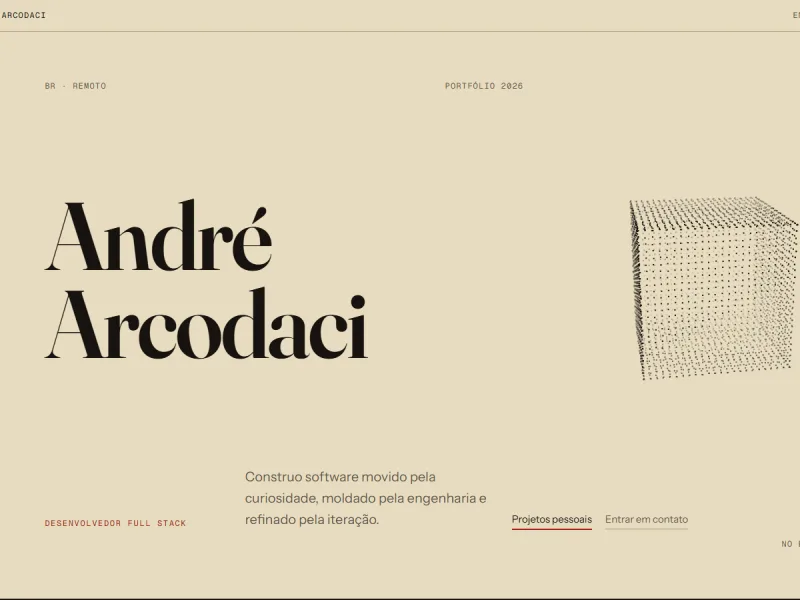 ARCODACI
BR · REMOTO
PORTFÓLIO 2026
André
Arcodaci
Construo software movido pela
curiosidade, moldado pela engenharia e
refinado pela iteração.
DESENVOLVEDOR FULL STACK
Projetos pessoais
Entrar em contato
NO